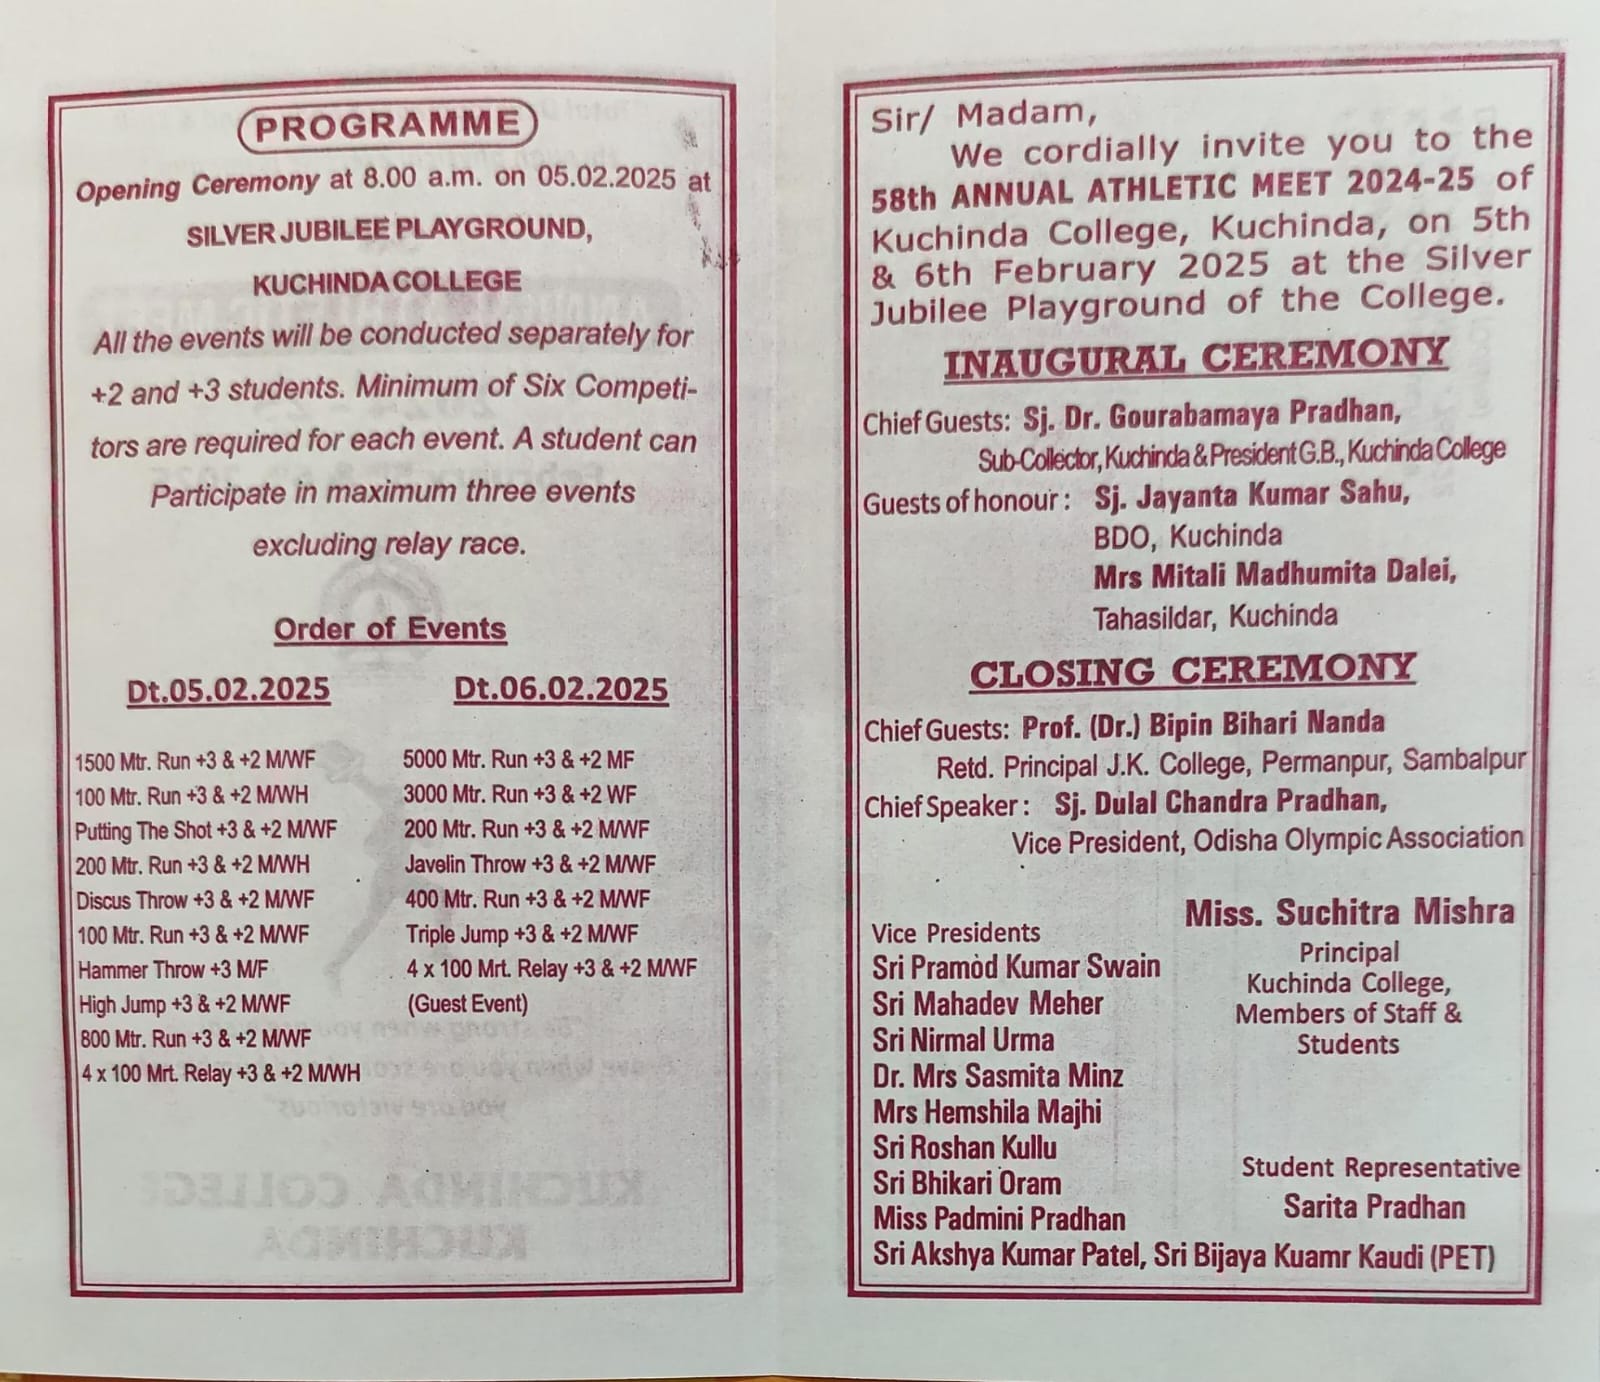 PROGRAMME
Opening Ceremony at 8.00 a.m. on 05.02.2025 at
SILVER JUBILEE PLAYGROUND,
KUCHINDA COLLEGE
All the events will be conducted separately for
+2 and +3 students. Minimum of Six Competi-
tors are required for each event. A student can
Participate in maximum three events
excluding relay race.
Order of Events
Dt.05.02.2025
1500 Mtr. Run +3 & +2 M/WF
100 Mtr. Run +3 & +2 M/WH
Putting The Shot +3 & +2 M/WF
200 Mtr. Run +3 & +2 M/WH
Discus Throw +3 & +2 M/WF
100 Mtr. Run +3 & +2 M/WF
Hammer Throw +3 M/F
High Jump +3 & +2 M/WF
800 Mtr. Run +3 & +2 M/WF
4 x 100 Mrt. Relay +3 & +2 M/WH
Dt.06.02.2025
5000 Mtr. Run +3 & +2 MF
3000 Mtr. Run +3 & +2 WF
200 Mtr. Run +3 & +2 M/WF
Javelin Throw +3 & +2 M/WF
400 Mtr. Run +3 & +2 M/WF
Triple Jump +3 & +2 M/WF
4 x 100 Mrt. Relay +3 & +2 M/WF
(Guest Event)
Sir/ Madam,
We cordially invite you to the
58th ANNUAL ATHLETIC MEET 2024-25 of
Kuchinda College, Kuchinda, on 5th
& 6th February 2025 at the Silver
Jubilee Playground of the College.
INAUGURAL CEREMONY
Chief Guests: Sj. Dr. Gourabamaya Pradhan,
Sub-Collector, Kuchinda & President G.B., Kuchinda College
Guests of honour : Sj. Jayanta Kumar Sahu,
BDO, Kuchinda
Mrs Mitali Madhumita Dalei,
Tahasildar, Kuchinda
CLOSING CEREMONY
Chief Guests: Prof. (Dr.) Bipin Bihari Nanda
Retd. Principal J.K. College, Permanpur, Sambalpur
Chief Speaker : Sj. Dulal Chandra Pradhan,
Vice President, Odisha Olympic Association
Vice Presidents
Sri Pramod Kumar Swain
Sri Mahadev Meher
Sri Nirmal Urma
Dr. Mrs Sasmita Minz
Mrs Hemshila Majhi
Sri Roshan Kullu
Sri Bhikari Oram
Miss Padmini Pradhan
Sri Akshya Kumar Patel, Sri Bijaya Kuamr Kaudi (PET)
Miss. Suchitra Mishra
Principal
Kuchinda College,
Members of Staff &
Students
Student Representative
Sarita Pradhan